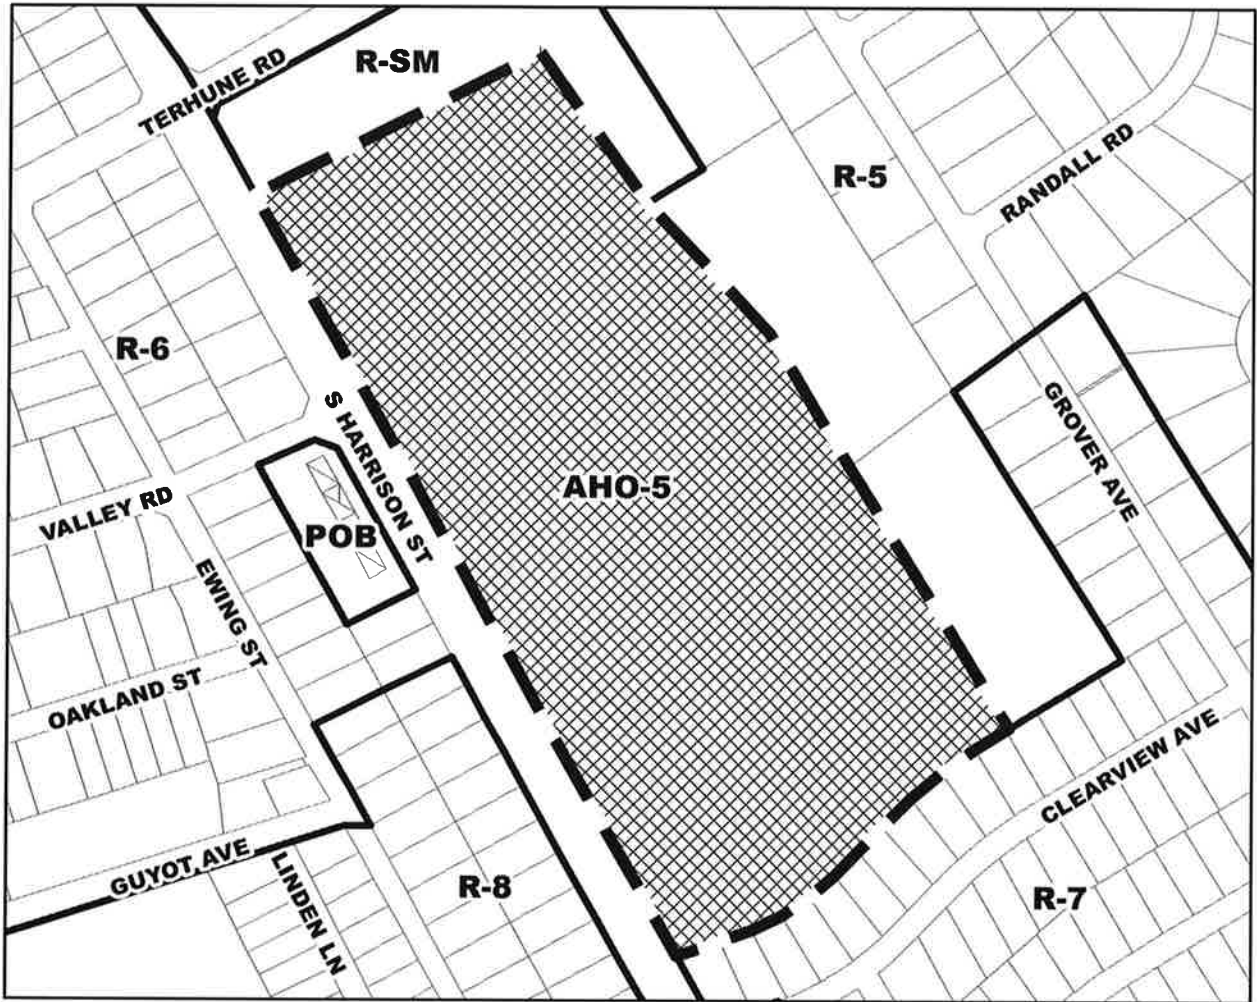 R-SM
TERHUNE RD
R-5
RANDALL RD
R-6
S HARRISON ST
GROVER AVE
AHO-5
VALLEY RD
POB
EWING ST
OAKLAND ST
CLEARVIEW AVE
GUYOT AVE
LINDEN LN
R-8
R-7